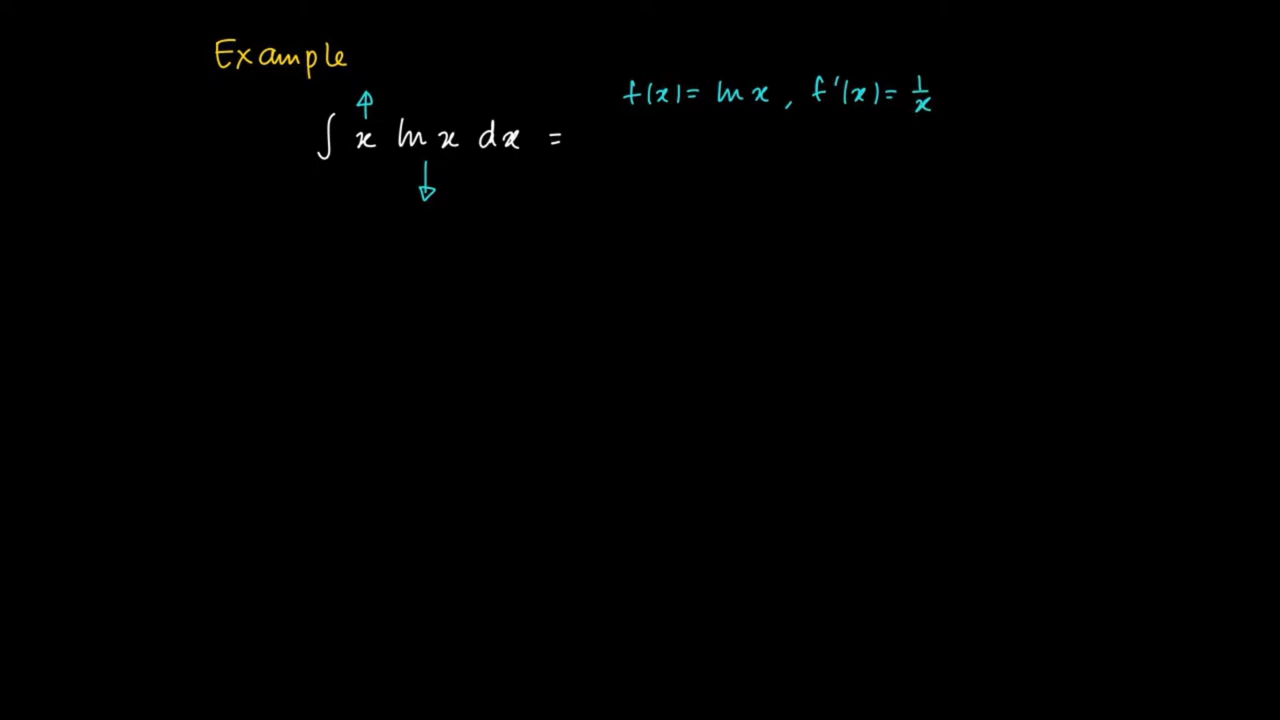 Example
f(x) = ln x , f'(x) = 1/x
∫ x ln x dx =